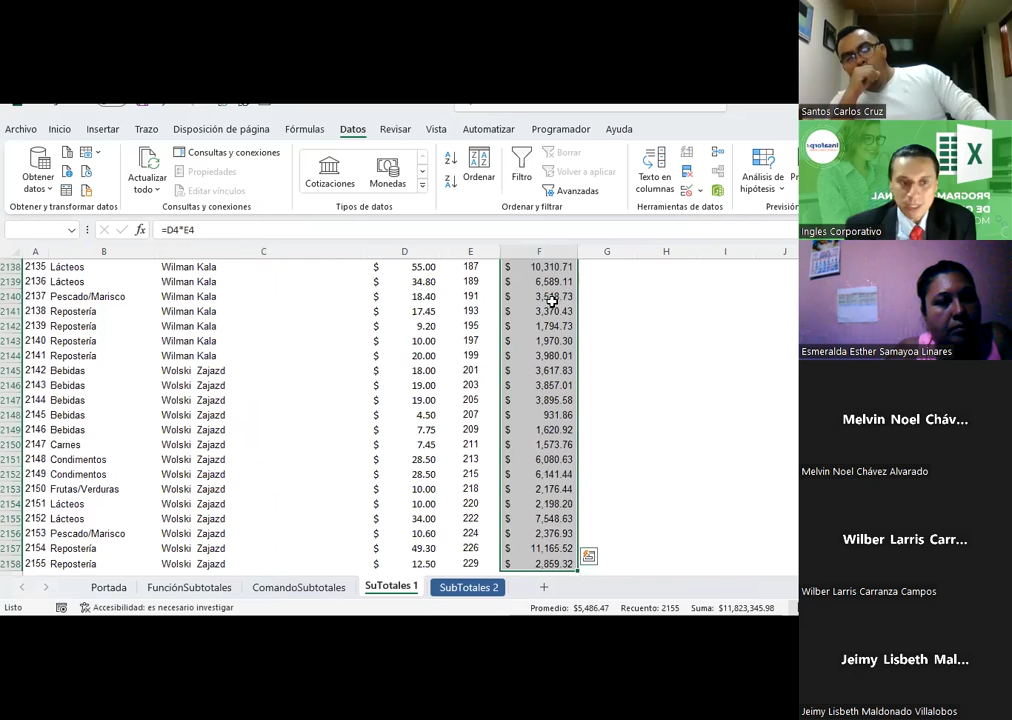 Archivo Inicio Insertar Trazo Disposición de página Fórmulas Datos Revisar Vista Automatizar Programador Ayuda
Obtener datos Actualizar todo Consultas y conexiones Propiedades Editar vínculos Cotizaciones Monedas Ordenar Filtro Borrar Volver a aplicar Avanzadas Texto en columnas Análisis de hipótesis
Obtener y transformar datos Consultas y conexiones Tipos de datos Ordenar y filtrar Herramientas de datos Previsión
fx =D4*E4
A B C D E F G H I J
2138 2135 Lácteos Wilman Kala $ 55.00 187 $ 10,310.71
2139 2136 Lácteos Wilman Kala $ 34.80 189 $ 6,589.11
2140 2137 Pescado/Marisco Wilman Kala $ 18.40 191 $
2141 2138 Repostería Wilman Kala $ 17.45 193 $ 3,370.43
2142 2139 Repostería Wilman Kala $ 9.20 195 $ 1,794.73
2143 2140 Repostería Wilman Kala $ 10.00 197 $ 1,970.30
2144 2141 Repostería Wilman Kala $ 20.00 199 $ 3,980.01
2145 2142 Bebidas Wolski Zajazd $ 18.00 201 $ 3,617.83
2146 2143 Bebidas Wolski Zajazd $ 19.00 203 $ 3,857.01
2147 2144 Bebidas Wolski Zajazd $ 19.00 205 $ 3,895.58
2148 2145 Bebidas Wolski Zajazd $ 4.50 207 $ 931.86
2149 2146 Bebidas Wolski Zajazd $ 7.75 209 $ 1,620.92
2150 2147 Carnes Wolski Zajazd $ 7.45 211 $ 1,573.76
2151 2148 Condimentos Wolski Zajazd $ 28.50 213 $ 6,080.63
2152 2149 Condimentos Wolski Zajazd $ 28.50 215 $ 6,141.44
2153 2150 Frutas/Verduras Wolski Zajazd $ 10.00 218 $ 2,176.44
2154 2151 Lácteos Wolski Zajazd $ 10.00 220 $ 2,198.20
2155 2152 Lácteos Wolski Zajazd $ 34.00 222 $ 7,548.63
2156 2153 Pescado/Marisco Wolski Zajazd $ 10.60 224 $ 2,376.93
2157 2154 Repostería Wolski Zajazd $ 49.30 226 $ 11,165.52
2158 2155 Repostería Wolski Zajazd $ 12.50 229 $ 2,859.32
Portada FunciónSubtotales ComandoSubtotales SuTotales 1 SubTotales 2 +
Listo Accesibilidad: es necesario investigar Promedio: $5,486.47 Recuento: 2155 Suma: $11,823,345.98
Santos Carlos Cruz
Insaforp
X
Ingles Corporativo
Esmeralda Esther Samayoa Linares
Melvin Noel Cháv...
Melvin Noel Chávez Alvarado
Wilber Larris Carr...
Wilber Larris Carranza Campos
Jeimy Lisbeth Mal...
Jeimy Lisbeth Maldonado Villalobos